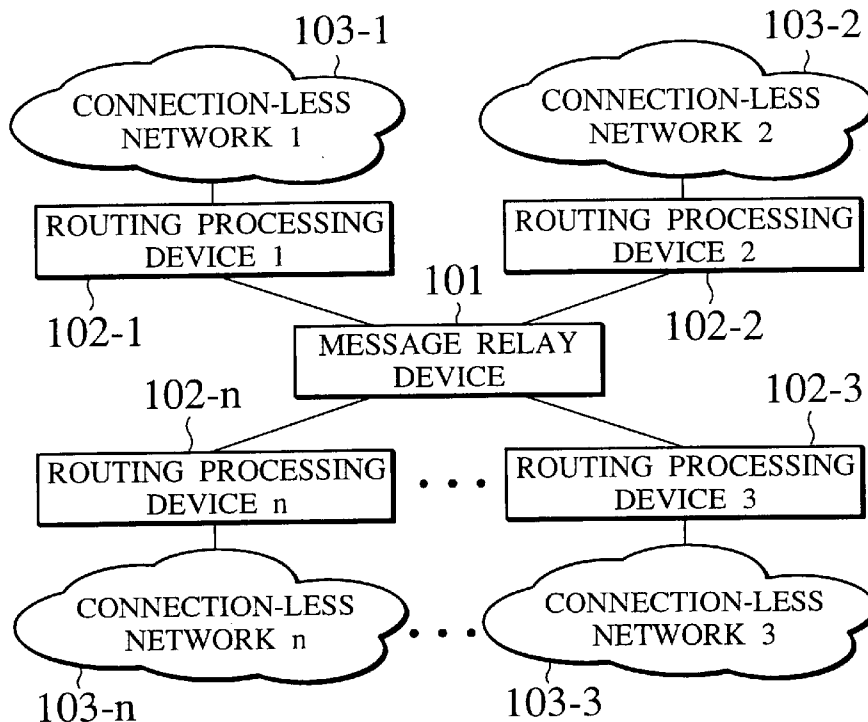 103-1
103-2
CONNECTION-LESS
NETWORK 1
CONNECTION-LESS
NETWORK 2
ROUTING PROCESSING
DEVICE 1
ROUTING PROCESSING
DEVICE 2
102-1
101
102-2
MESSAGE RELAY
DEVICE
102-n
102-3
ROUTING PROCESSING
DEVICE n
ROUTING PROCESSING
DEVICE 3
CONNECTION-LESS
NETWORK n
CONNECTION-LESS
NETWORK 3
103-n
103-3